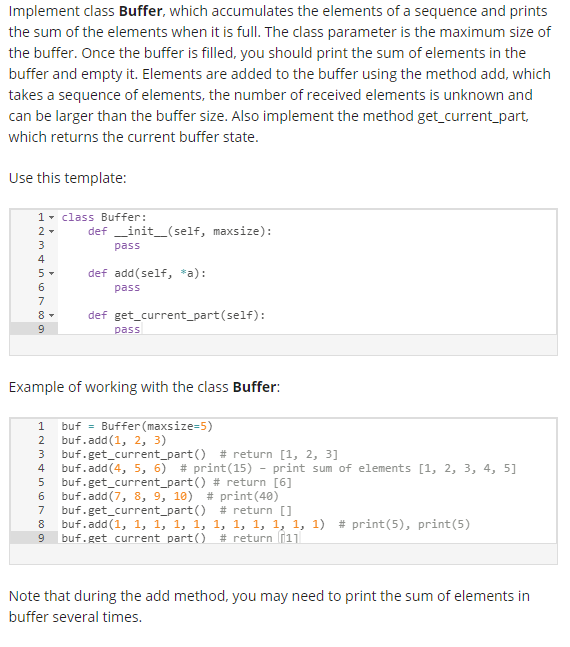 Implement class Buffer, which accumulates the elements of a sequence and prints
the sum of the elements when it is full. The class parameter is the maximum size of
the buffer. Once the buffer is filled, you should print the sum of elements in the
buffer and empty it. Elements are added to the buffer using the method add, which
takes a sequence of elements, the number of received elements is unknown and
can be larger than the buffer size. Also implement the method get_current_part,
which returns the current buffer state.
Use this template:
1 class Buffer:
2 def __init__(self, maxsize):
3 pass
4
5 def add(self, *a):
6 pass
7
8 def get_current_part(self):
9 pass
Example of working with the class Buffer:
1 buf = Buffer(maxsize=5)
2 buf.add(1, 2, 3)
3 buf.get_current_part() # return [1, 2, 3]
4 buf.add(4, 5, 6) # print(15) – print sum of elements [1, 2, 3, 4, 5]
5 buf.get_current_part() # return [6]
6 buf.add(7, 8, 9, 10) # print(40)
7 buf.get_current_part() # return []
8 buf.add(1, 1, 1, 1, 1, 1, 1, 1, 1, 1, 1) # print(5), print(5)
9 buf.get_current_part() # return [1]
Note that during the add method, you may need to print the sum of elements in
buffer several times.